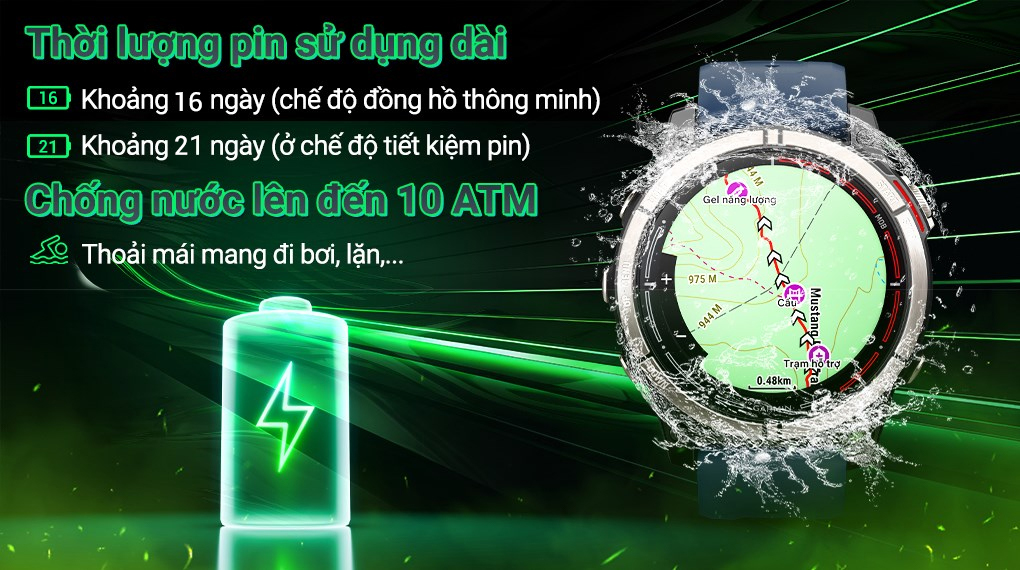 Thời lượng pin sử dụng dài
16 Khoảng 16 ngày (chế độ đồng hồ thông minh)
21 Khoảng 21 ngày (ở chế độ tiết kiệm pin)
Chống nước lên đến 10 ATM
Thoải mái mang đi bơi, lặn,...
Gel năng lượng
975 M
944 M
Cầu
Mustang
Trạm hỗ trợ
0.48km
GARMIN